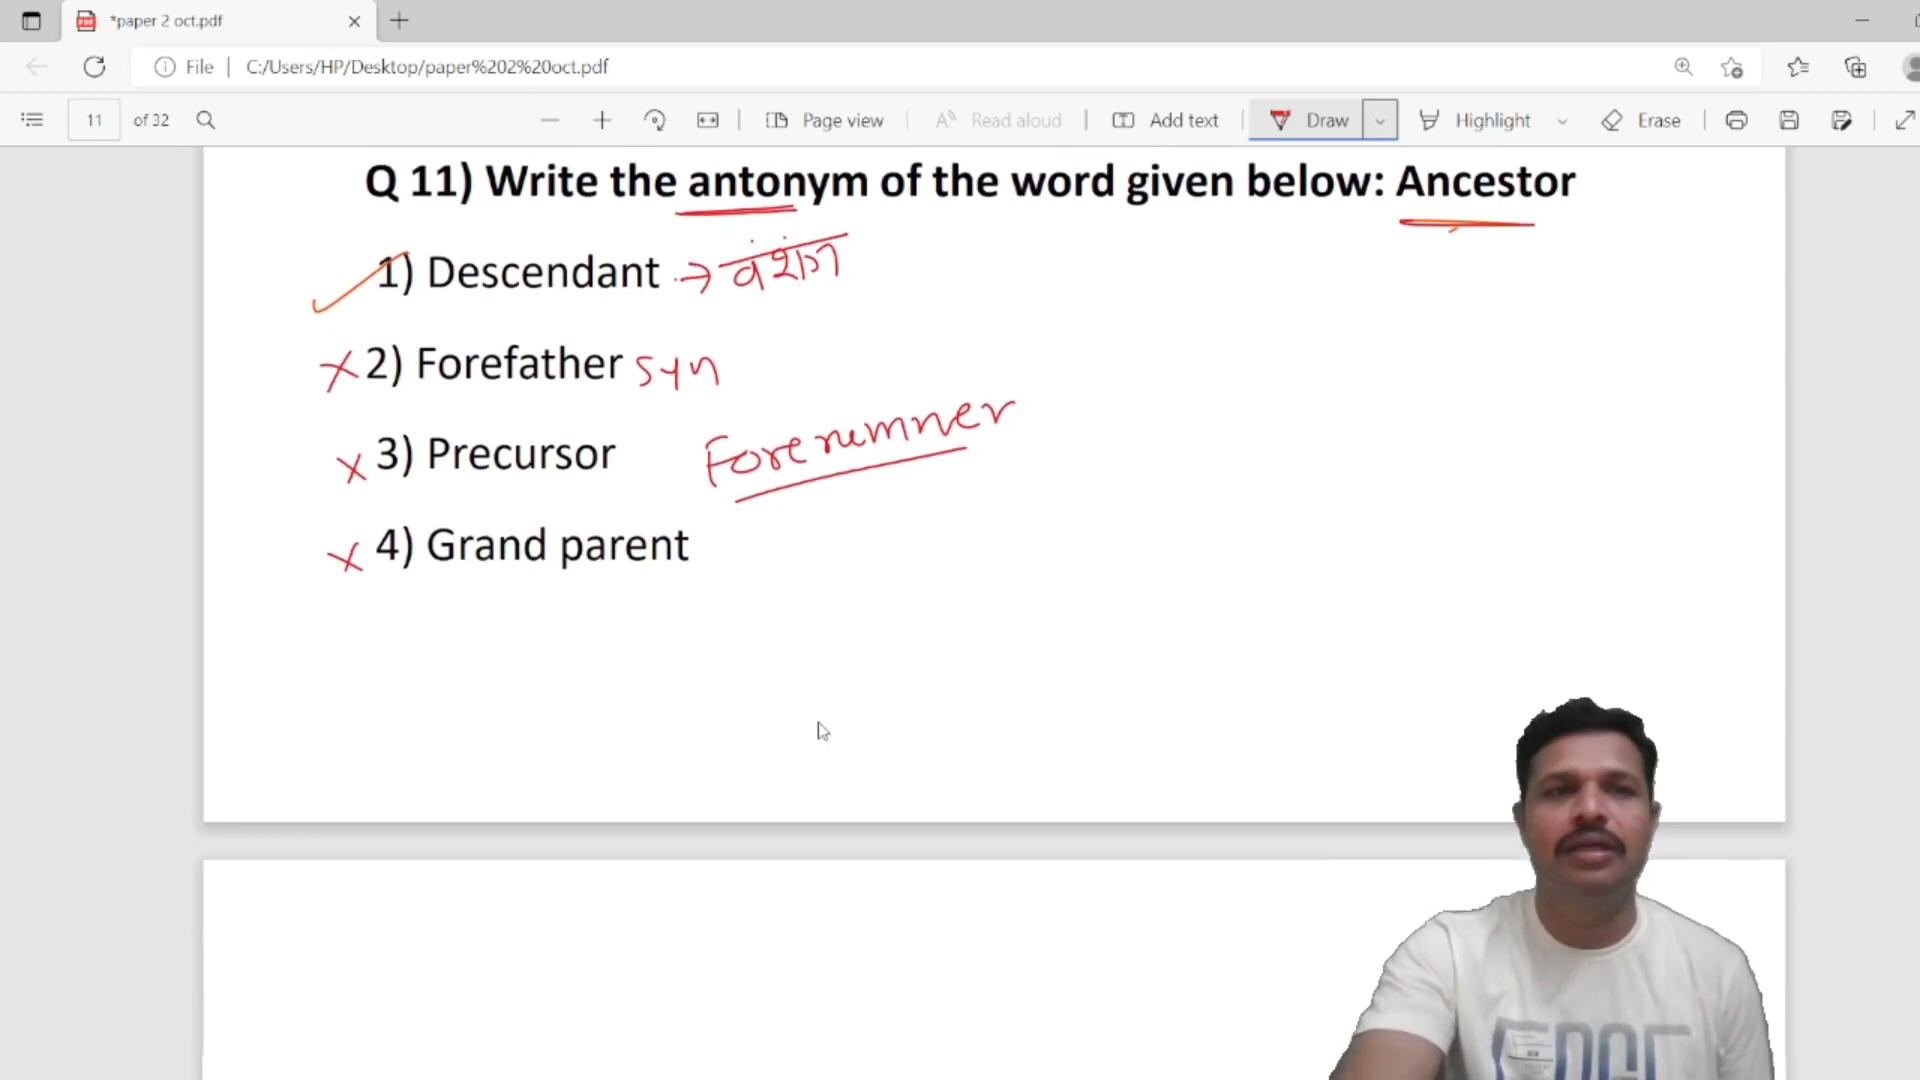 *paper 2 oct.pdf
File C:/Users/HP/Desktop/paper%202%20oct.pdf
11 of 32 Page view Read aloud Add text Draw Highlight Erase
Q 11) Write the antonym of the word given below: Ancestor
1) Descendant → वंशज
2) Forefather syn
3) Precursor Forerunner
4) Grand parent